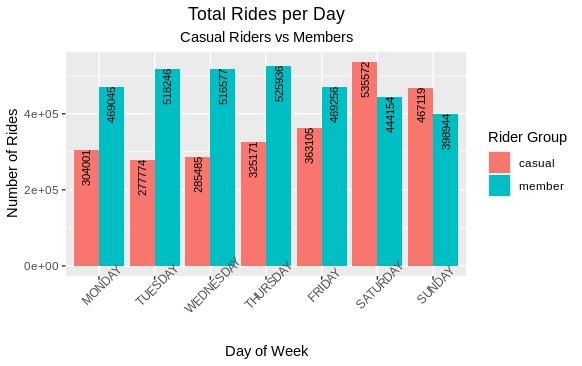 Total Rides per Day
Casual Riders vs Members
Number of Rides
4e+05
2e+05
0e+00
304001
469045
277774
518246
285485
516577
325171
525936
363105
469256
535572
444154
467119
398944
MONDAY
TUESDAY
WEDNESDAY
THURSDAY
FRIDAY
SATURDAY
SUNDAY
Day of Week
Rider Group
casual
member